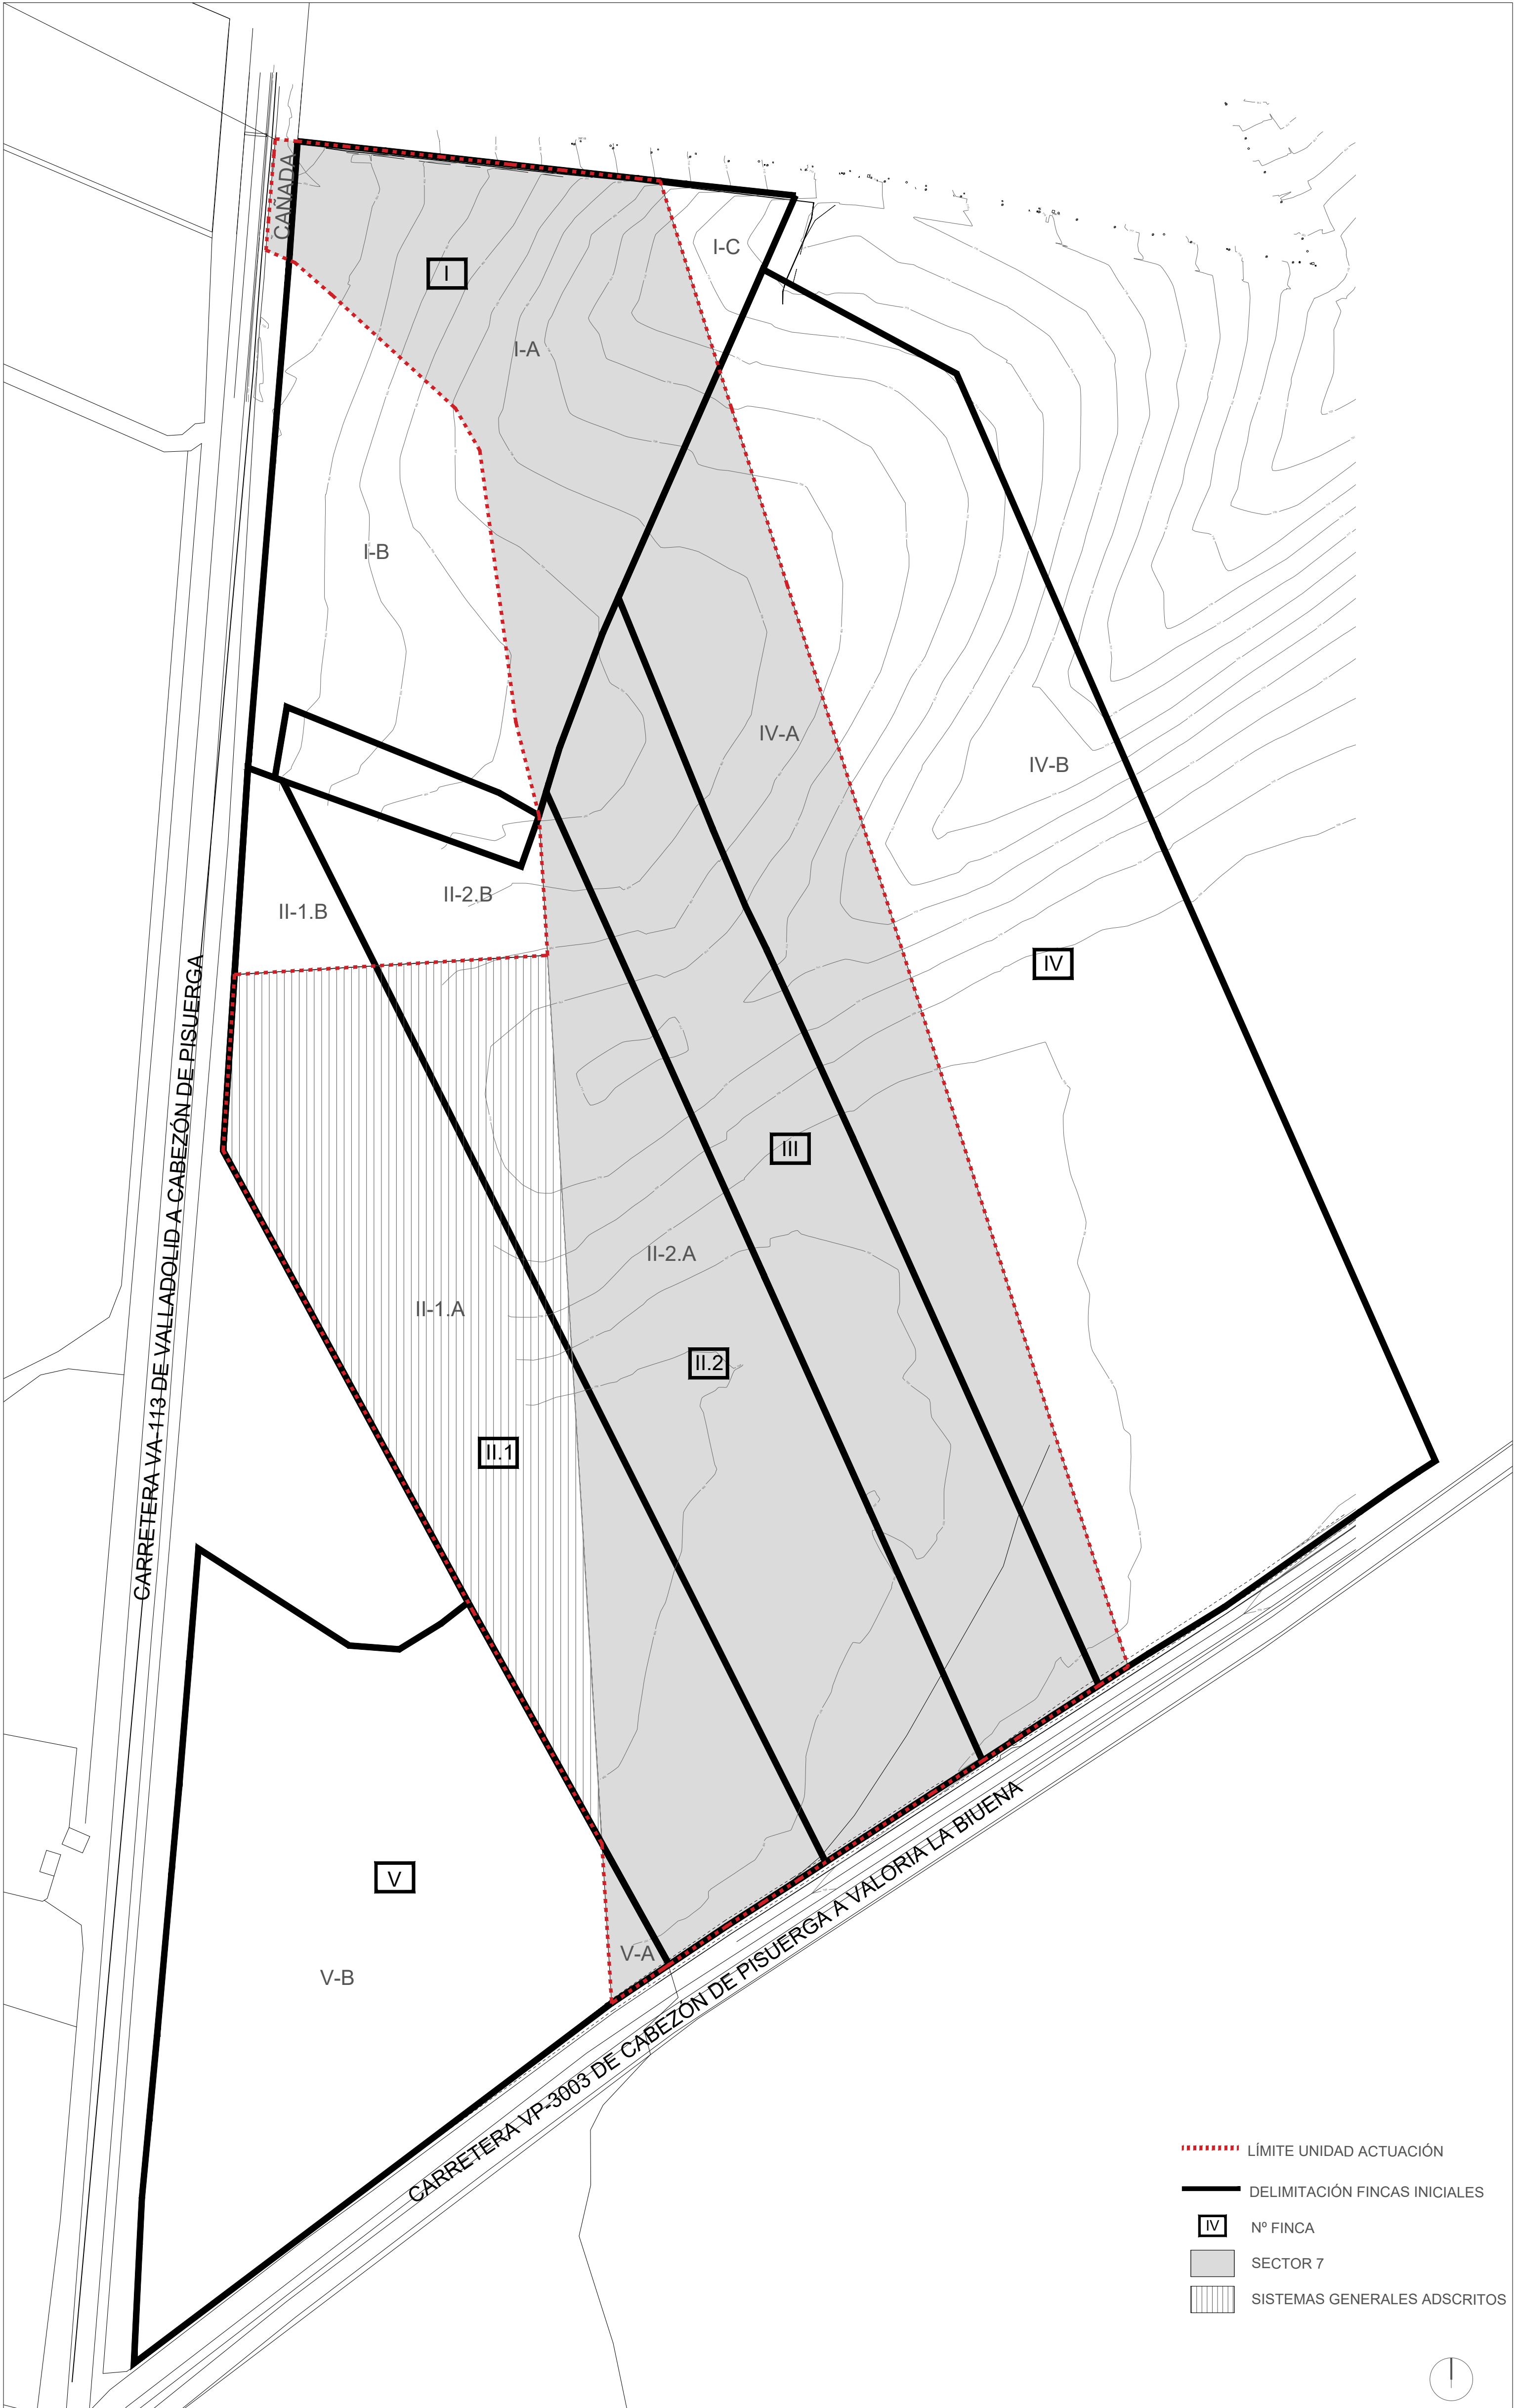 CAÑADA
I-C
I
I-A
I-B
IV-A
IV-B
II-2.B
II-1.B
IV
III
II-2.A
II-1.A
II.2
II.1
CARRETERA VA-113 DE VALLADOLID A CABEZÓN DE PISUERGA
V
V-A
V-B
CARRETERA VP-3003 DE CABEZÓN DE PISUERGA A VALORIA LA BIUENA
LÍMITE UNIDAD ACTUACIÓN
DELIMITACIÓN FINCAS INICIALES
IV Nº FINCA
SECTOR 7
SISTEMAS GENERALES ADSCRITOS